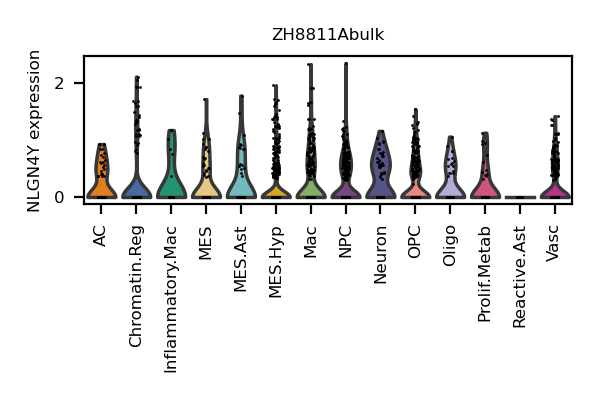 ZH8811Abulk
NLGN4Y expression
2
0
AC
Chromatin.Reg
Inflammatory.Mac
MES
MES.Ast
MES.Hyp
Mac
NPC
Neuron
OPC
Oligo
Prolif.Metab
Reactive.Ast
Vasc